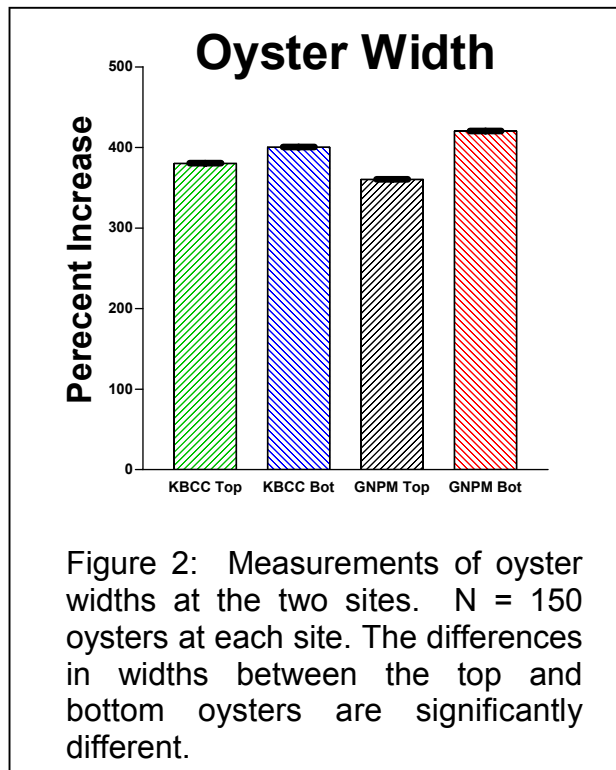 Oyster Width
Perecent Increase
500
400
300
200
100
0
KBCC Top KBCC Bot GNPM Top GNPM Bot
Figure 2: Measurements of oyster
widths at the two sites. N = 150
oysters at each site. The differences
in widths between the top and
bottom oysters are significantly
different.